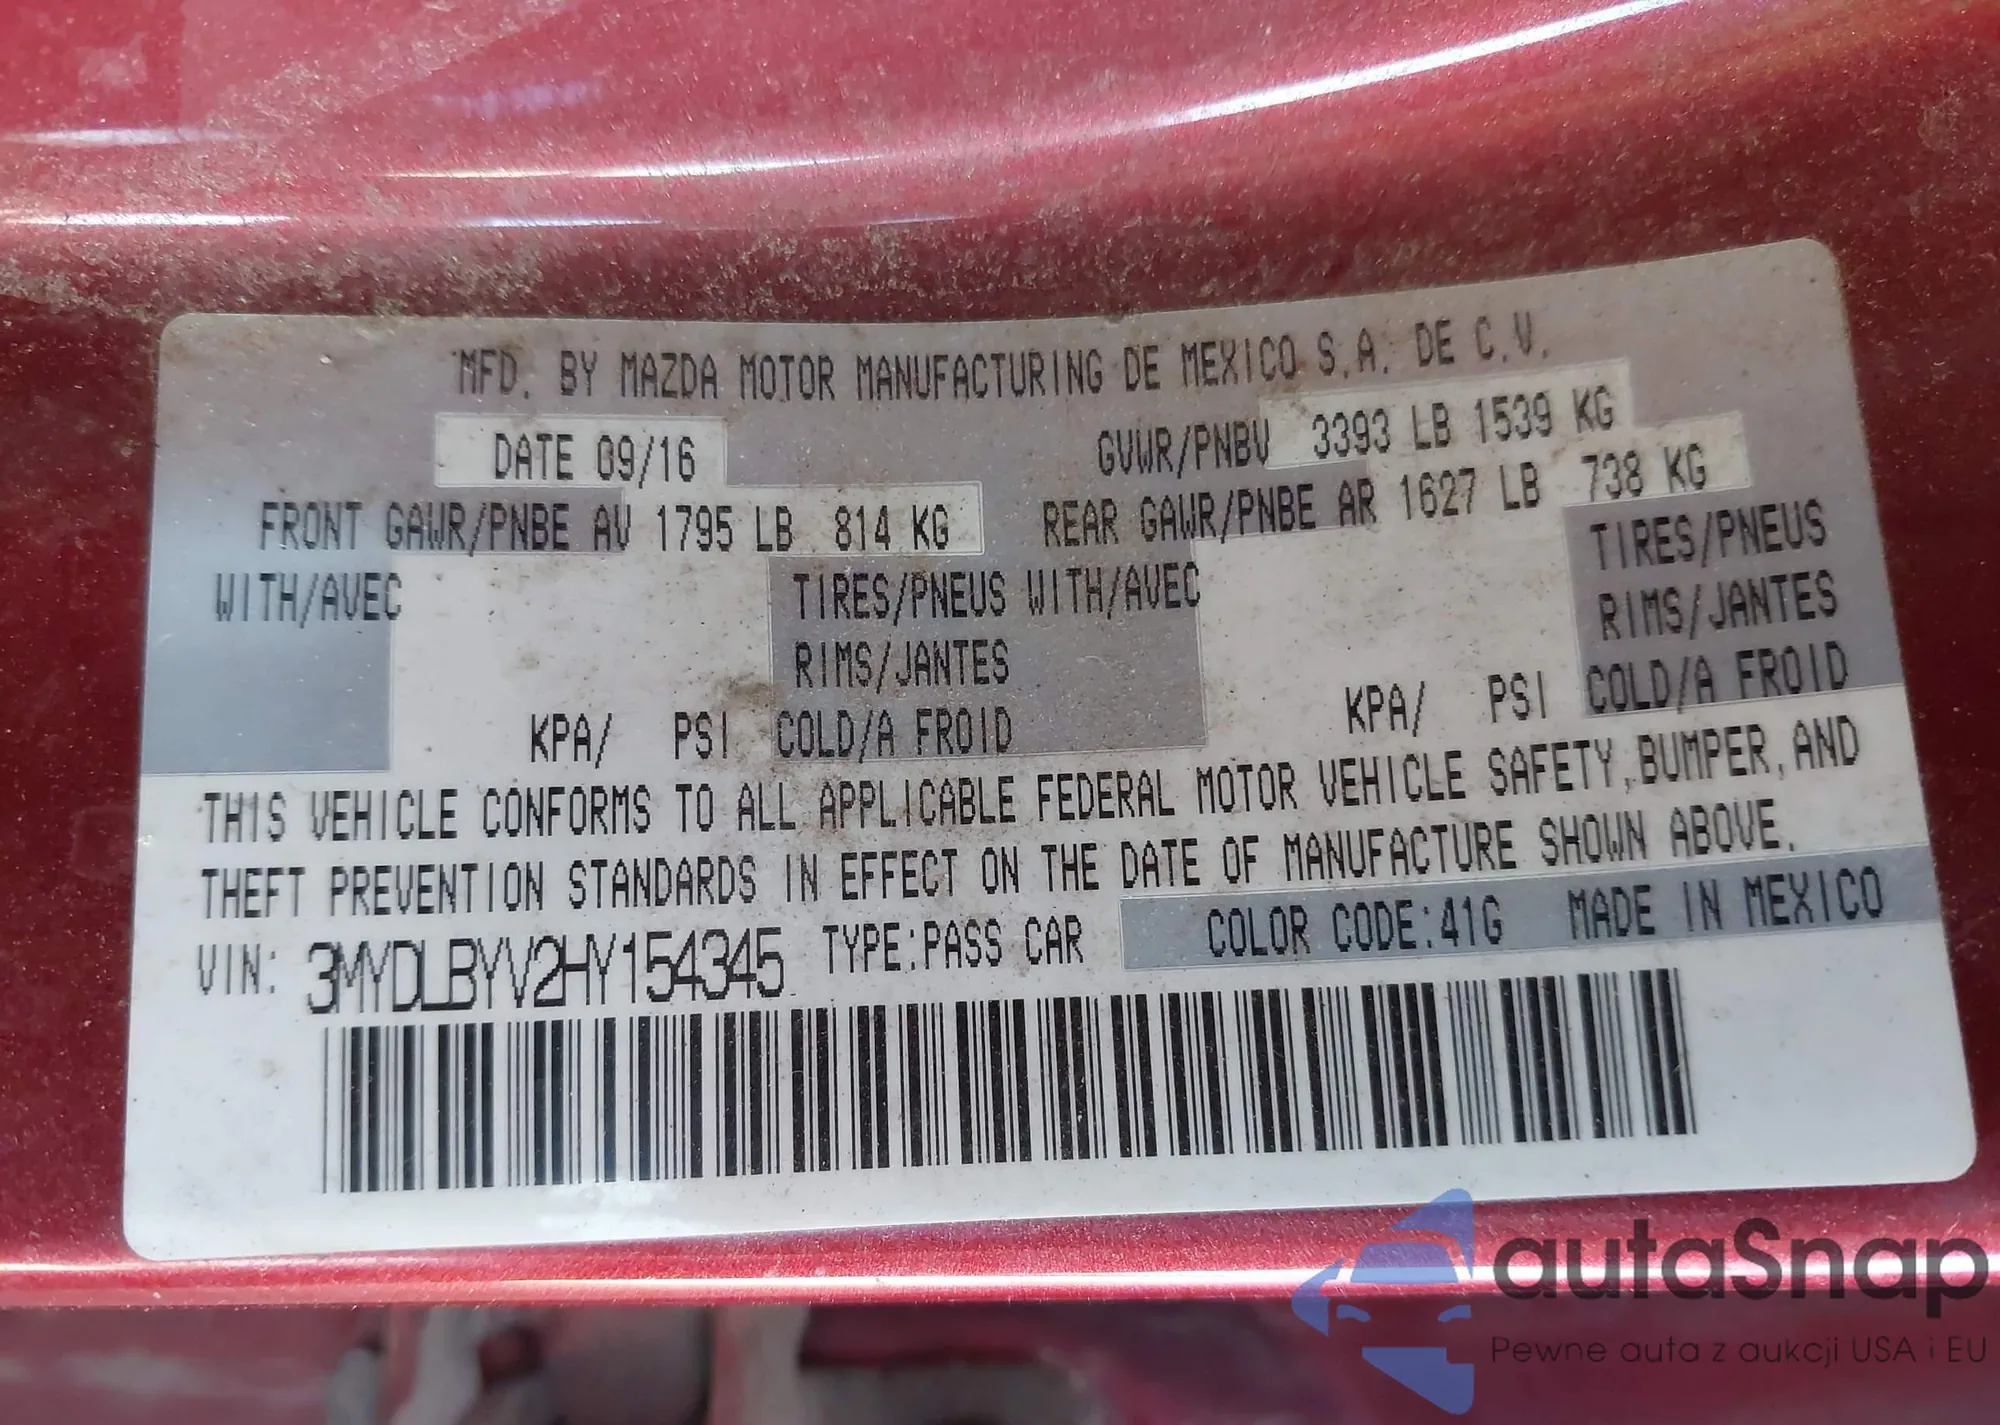 MFD. BY MAZDA MOTOR MANUFACTURING DE MEXICO S.A. DE C.V.
DATE 09/16 GVWR/PNBV 3393 LB 1539 KG
FRONT GAWR/PNBE AV 1795 LB 814 KG REAR GAWR/PNBE AR 1627 LB 738 KG
WITH/AVEC TIRES/PNEUS WITH/AVEC TIRES/PNEUS
RIMS/JANTES RIMS/JANTES
KPA/ PSI COLD/A FROID KPA/ PSI COLD/A FROID
THIS VEHICLE CONFORMS TO ALL APPLICABLE FEDERAL MOTOR VEHICLE SAFETY, BUMPER, AND
THEFT PREVENTION STANDARDS IN EFFECT ON THE DATE OF MANUFACTURE SHOWN ABOVE.
VIN: 3MYDLBYV2HY154345 TYPE:PASS CAR COLOR CODE:41G MADE IN MEXICO
autaSnap
Pewne auta z aukcji USA i EU